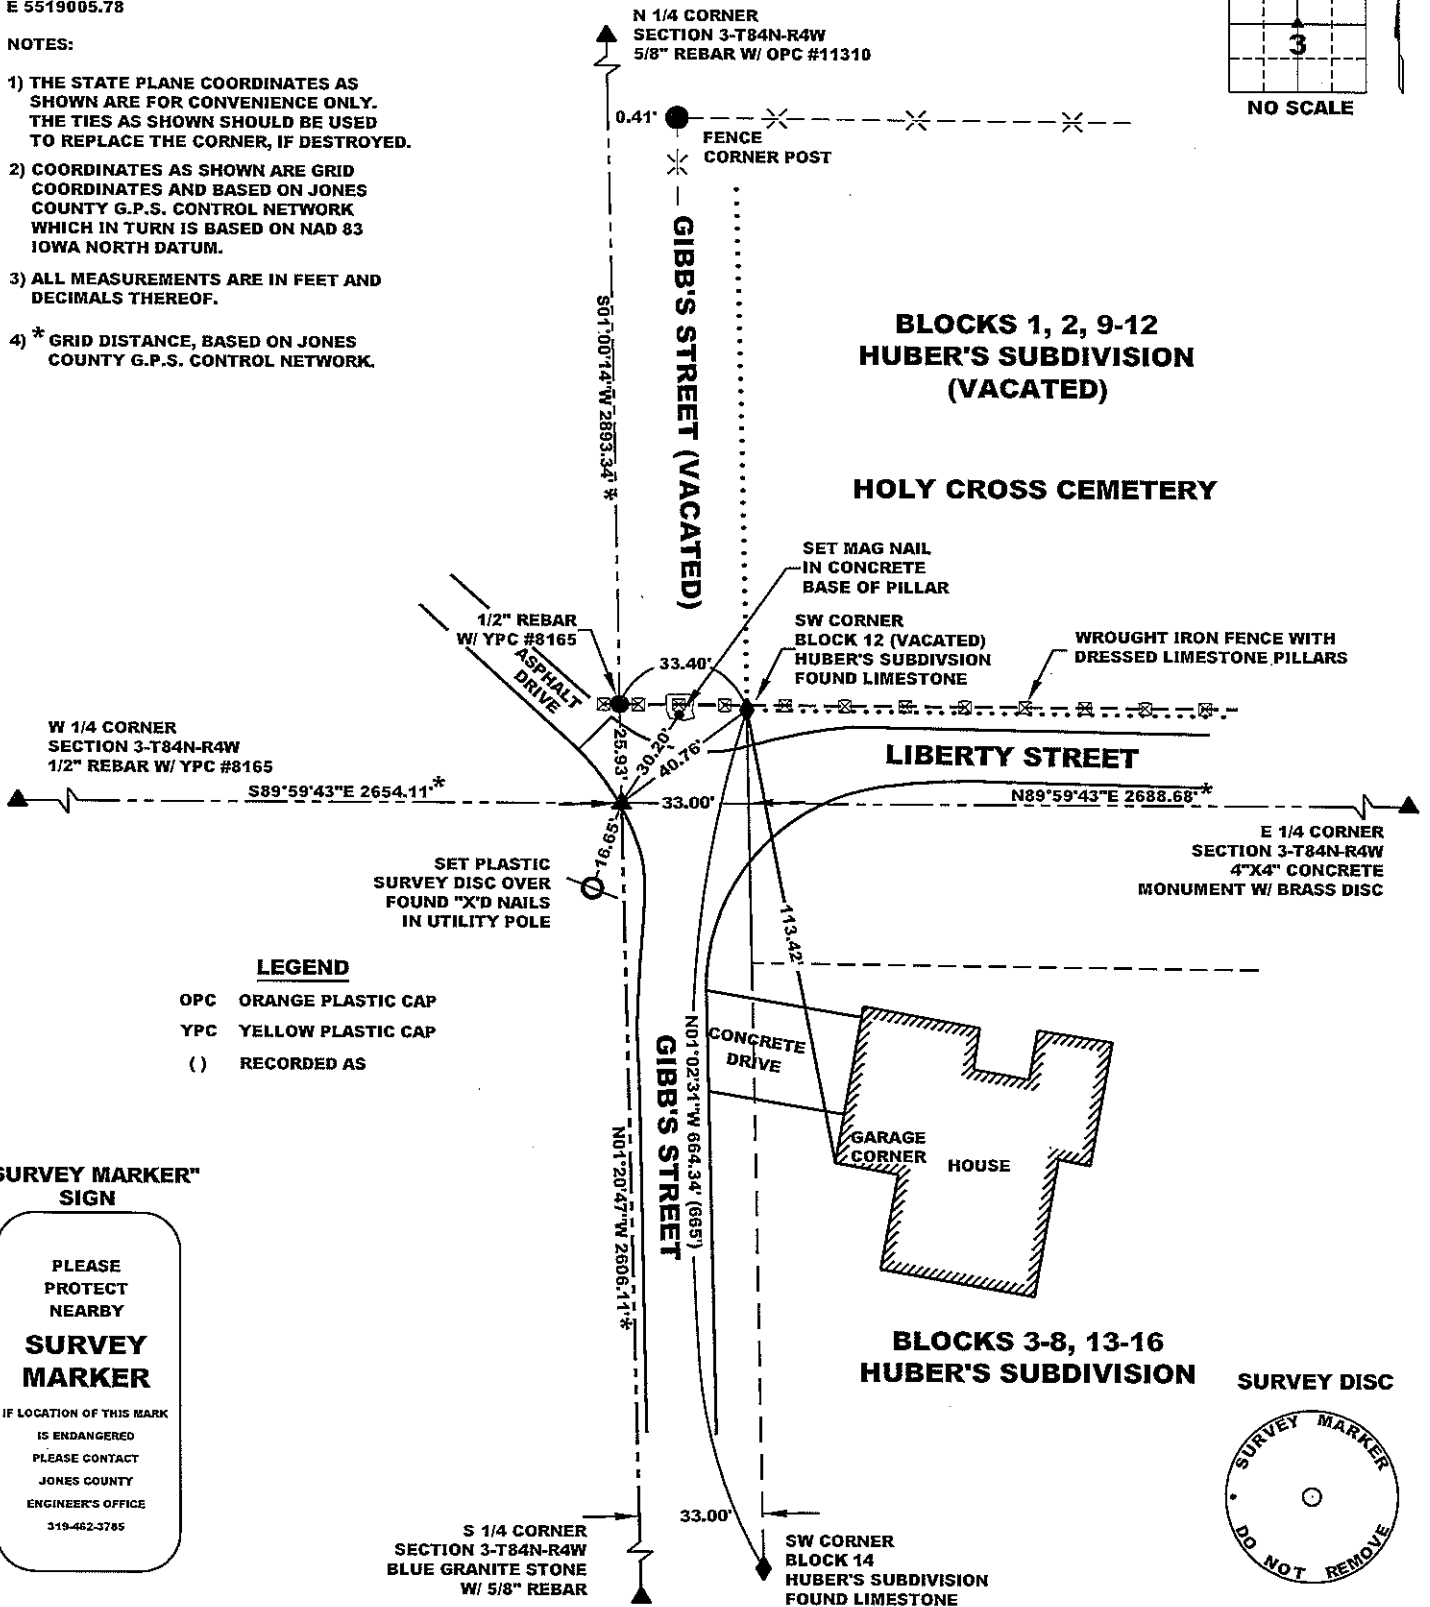 E 5519005.78
NOTES:
1) THE STATE PLANE COORDINATES AS
SHOWN ARE FOR CONVENIENCE ONLY.
THE TIES AS SHOWN SHOULD BE USED
TO REPLACE THE CORNER, IF DESTROYED.
2) COORDINATES AS SHOWN ARE GRID
COORDINATES AND BASED ON JONES
COUNTY G.P.S. CONTROL NETWORK
WHICH IN TURN IS BASED ON NAD 83
IOWA NORTH DATUM.
3) ALL MEASUREMENTS ARE IN FEET AND
DECIMALS THEREOF.
4) * GRID DISTANCE, BASED ON JONES
COUNTY G.P.S. CONTROL NETWORK.
N 1/4 CORNER
SECTION 3-T84N-R4W
5/8" REBAR W/ OPC #11310
3
NO SCALE
0.41'
FENCE
CORNER POST
S01°00'14"W 2893.34' *
GIBB'S STREET (VACATED)
BLOCKS 1, 2, 9-12
HUBER'S SUBDIVISION
(VACATED)
HOLY CROSS CEMETERY
SET MAG NAIL
IN CONCRETE
BASE OF PILLAR
1/2" REBAR
W/ YPC #8165
ASPHALT
DRIVE
33.40'
SW CORNER
BLOCK 12 (VACATED)
HUBER'S SUBDIVSION
FOUND LIMESTONE
WROUGHT IRON FENCE WITH
DRESSED LIMESTONE PILLARS
W 1/4 CORNER
SECTION 3-T84N-R4W
1/2" REBAR W/ YPC #8165
25.93'
30.20'
40.76'
LIBERTY STREET
S89°59'43"E 2654.11'*
33.00'
N89°59'43"E 2688.68'*
E 1/4 CORNER
SECTION 3-T84N-R4W
4"X4" CONCRETE
MONUMENT W/ BRASS DISC
16.65'
SET PLASTIC
SURVEY DISC OVER
FOUND "X'D NAILS
IN UTILITY POLE
113.42'
LEGEND
OPC ORANGE PLASTIC CAP
YPC YELLOW PLASTIC CAP
( ) RECORDED AS
GIBB'S STREET
N01°02'31"W 664.34' (665')
N01°20'47"W 2606.11'*
CONCRETE
DRIVE
GARAGE
CORNER
HOUSE
SURVEY MARKER"
SIGN
PLEASE
PROTECT
NEARBY
SURVEY
MARKER
IF LOCATION OF THIS MARK
IS ENDANGERED
PLEASE CONTACT
JONES COUNTY
ENGINEER'S OFFICE
319-462-3785
BLOCKS 3-8, 13-16
HUBER'S SUBDIVISION
SURVEY DISC
SURVEY MARKER
DO NOT REMOVE
33.00'
S 1/4 CORNER
SECTION 3-T84N-R4W
BLUE GRANITE STONE
W/ 5/8" REBAR
SW CORNER
BLOCK 14
HUBER'S SUBDIVISION
FOUND LIMESTONE